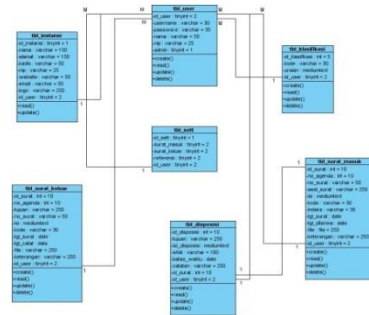 tbl_instansi
-id_instansi : tinyint = 1
-nama : varchar = 150
-alamat : varchar = 150
-nip : varchar = 25
-website : varchar = 50
-email : varchar = 50
-logo : varchar = 250
-id_user : tinyint = 2
+read()
+update()
tbl_user
-id_user : tinyint = 2
-username : varchar = 30
-password : varchar = 35
-nama : varchar = 50
-nip : varchar = 25
-admin : tinyint = 1
+create()
+read()
+update()
+delete()
tbl_klasifikasi
-id_klasifikasi : int = 5
-kode : varchar = 30
-uraian : mediumtext
-id_user : tinyint = 2
+create()
+read()
+update()
+delete()
tbl_sett
-id_sett : tinyint = 1
-surat_masuk : tinyint = 2
-surat_keluar : tinyint = 2
-referensi : tinyint = 2
-id_user : tinyint = 2
tbl_surat_keluar
-id_surat : int = 10
-no_agenda : int = 10
-tujuan : varchar = 250
-no_surat : varchar = 50
-isi : mediumtext
-kode : varchar = 30
-tgl_surat : date
-tgl_catat : date
-file : varchar = 250
-keterangan : varchar = 250
-id_user : tinyint = 2
+create()
+read()
+update()
+delete()
tbl_disposisi
-id_disposisi : int = 10
-tujuan : varchar = 250
-isi_disposisi : mediumtext
-sifat : varchar = 100
-batas_waktu : date
-catatan : varchar = 250
-id_surat : int = 10
-id_user : tinyint = 2
+create()
+read()
+update()
+delete()
tbl_surat_masuk
-id_surat : int = 10
-no_agenda : int = 10
-no_surat : varchar = 50
-asal_surat : varchar = 250
-isi : mediumtext
-kode : varchar = 30
-indeks : varchar = 30
-tgl_surat : date
-tgl_diterima : date
-file : varchar = 250
-keterangan : varchar = 250
-id_user : tinyint = 2
+create()
+read()
+update()
+delete()